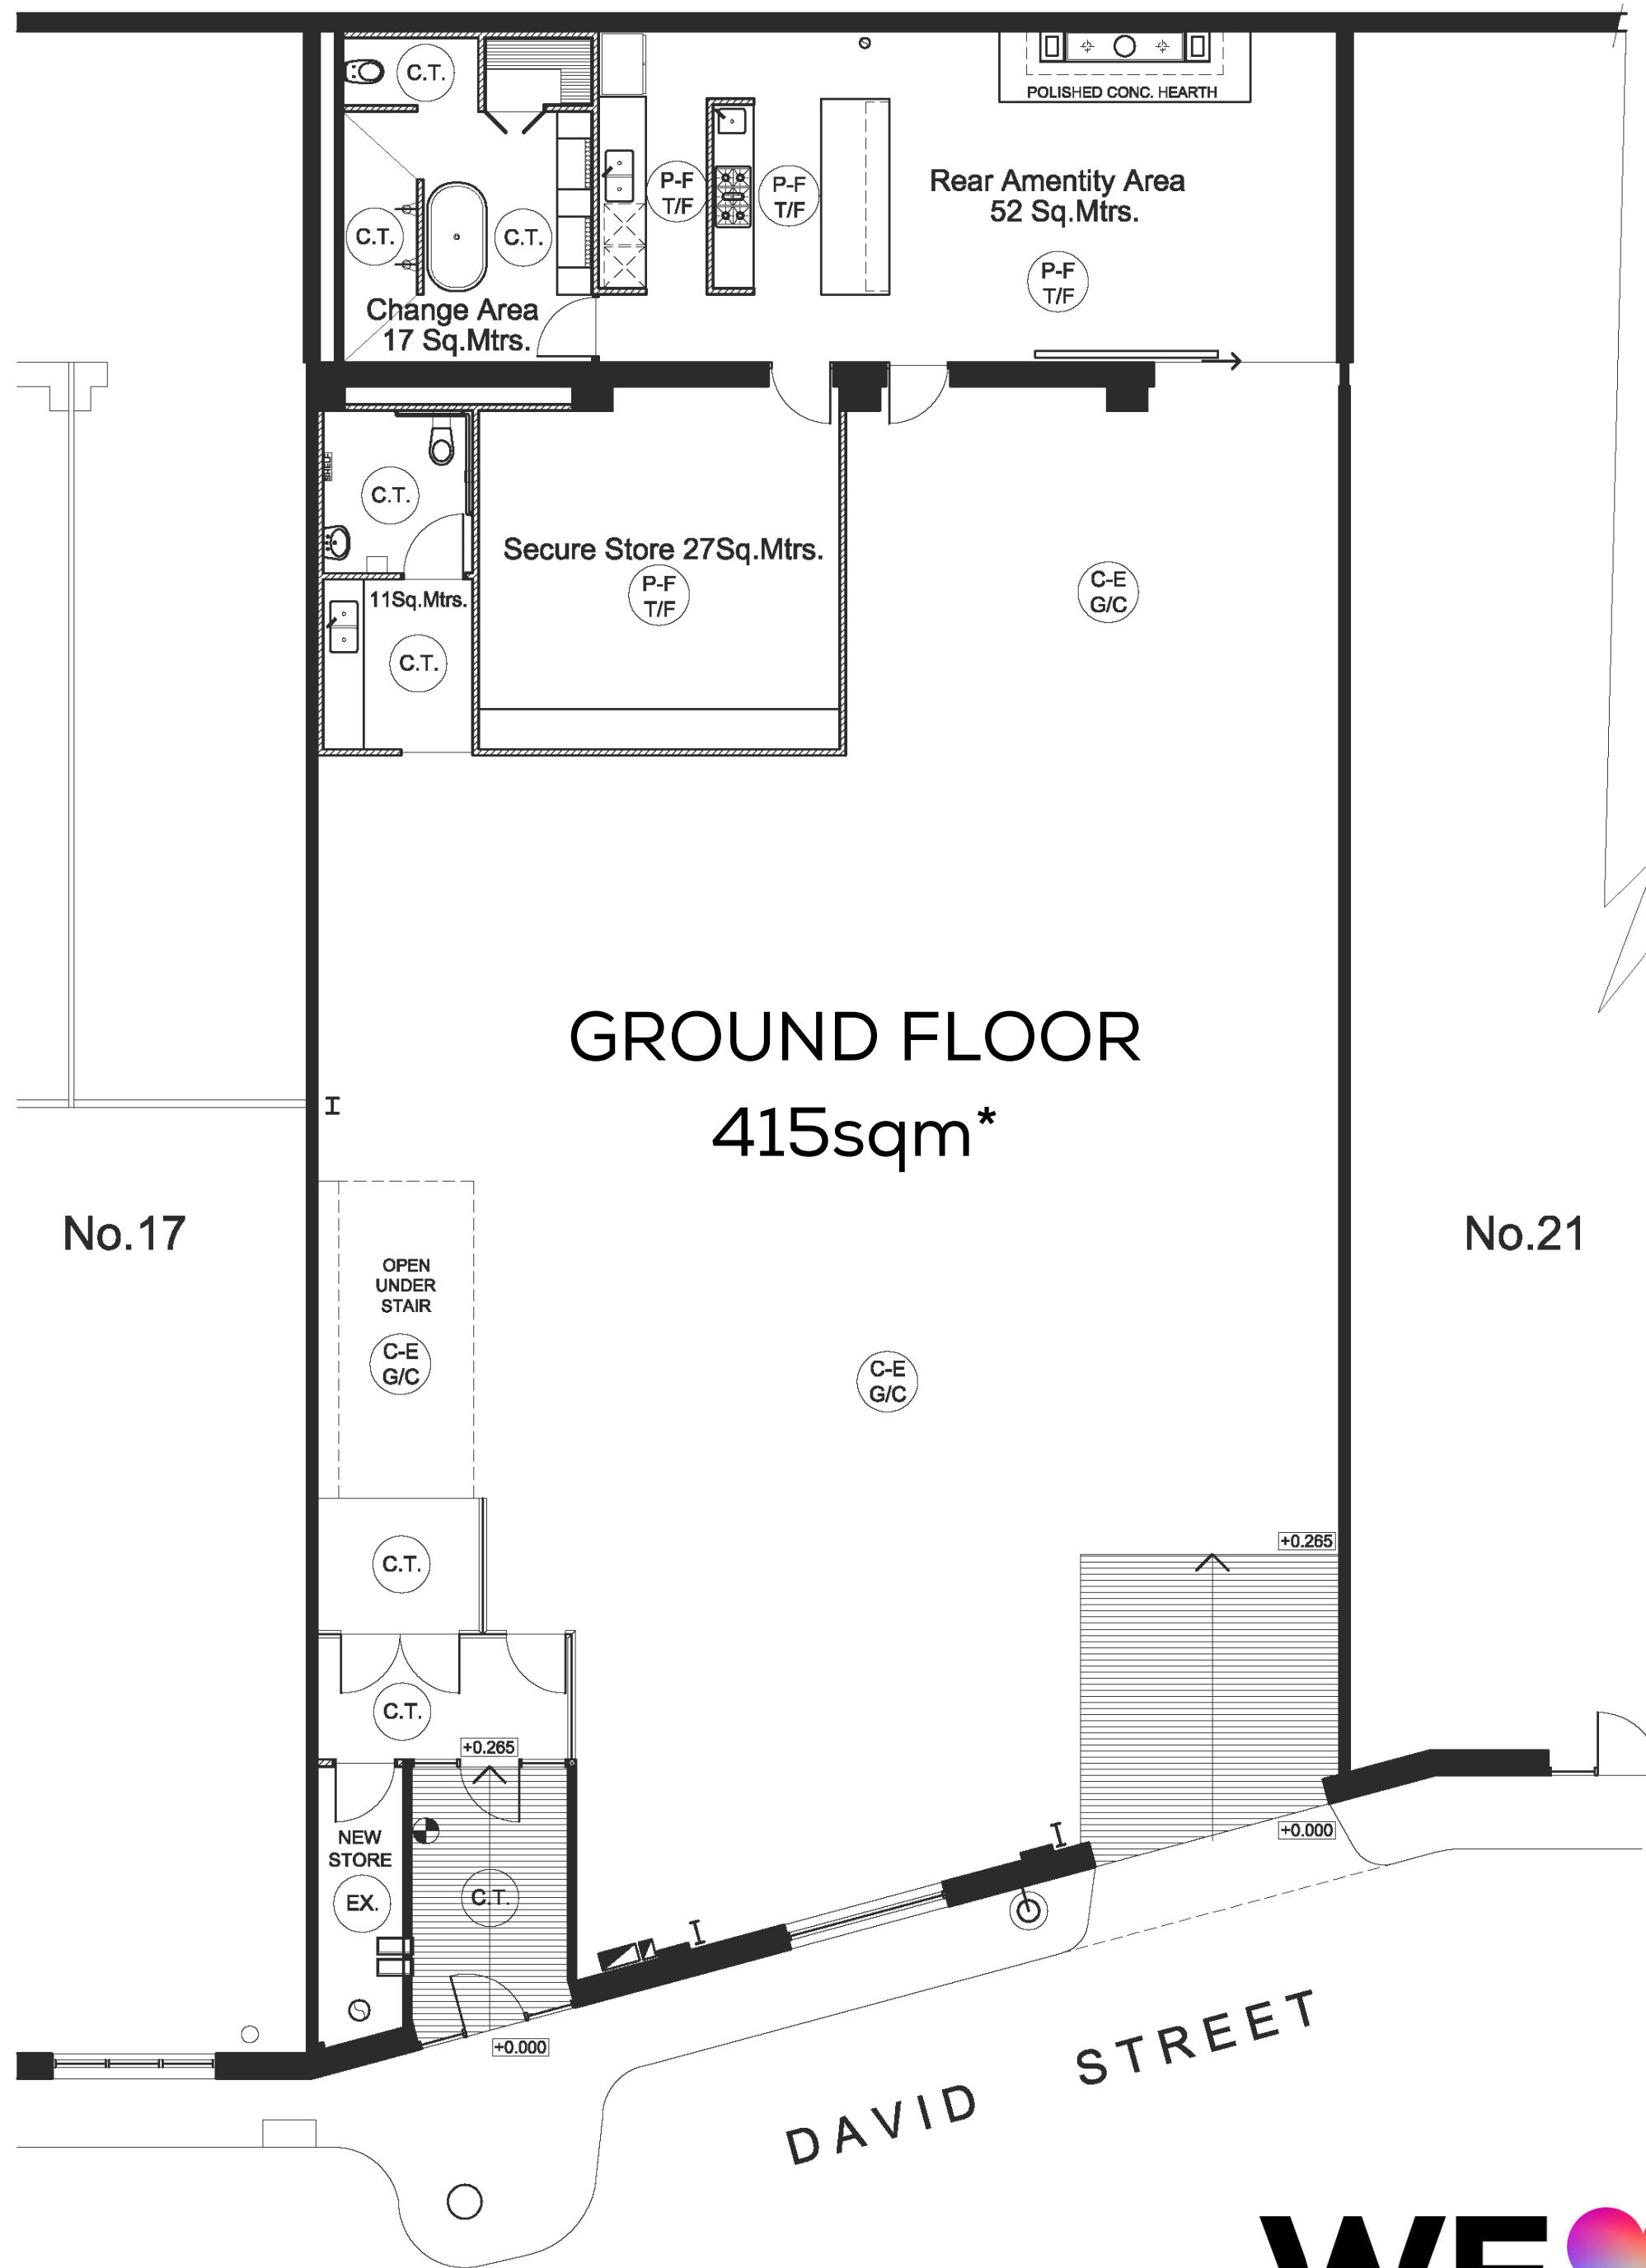 C.T.
POLISHED CONC. HEARTH
P-F
T/F
P-F
T/F
Rear Amentity Area
52 Sq.Mtrs.
C.T.
C.T.
P-F
T/F
Change Area
17 Sq.Mtrs.
SHELF
C.T.
Secure Store 27Sq.Mtrs.
P-F
T/F
C-E
G/C
11Sq.Mtrs.
C.T.
GROUND FLOOR
415sqm*
I
No.17
No.21
OPEN
UNDER
STAIR
C-E
G/C
C-E
G/C
+0.265
C.T.
C.T.
+0.265
NEW
STORE
EX.
C.T.
I
I
+0.000
+0.000
DAVID STREET